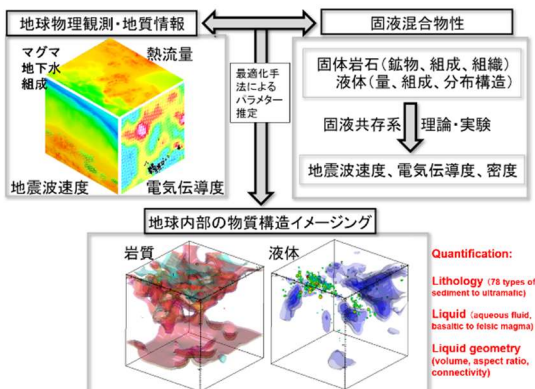 地球物理観測・地質情報
固液混合物性
マグマ
地下水
組成
熱流量
地震波速度
電気伝導度
最適化手
法による
パラメター
推定
固体岩石(鉱物、組成、組織)
液体(量、組成、分布構造)
固液共存系
理論・実験
地震波速度、電気伝導度、密度
地球内部の物質構造イメージング
岩質
液体
Quantification:
Lithology (78 types of
sediment to ultramafic)
Liquid (aqueous fluid,
basaltic to felsic magma)
Liquid geometry
(volume, aspect ratio,
connectivity)